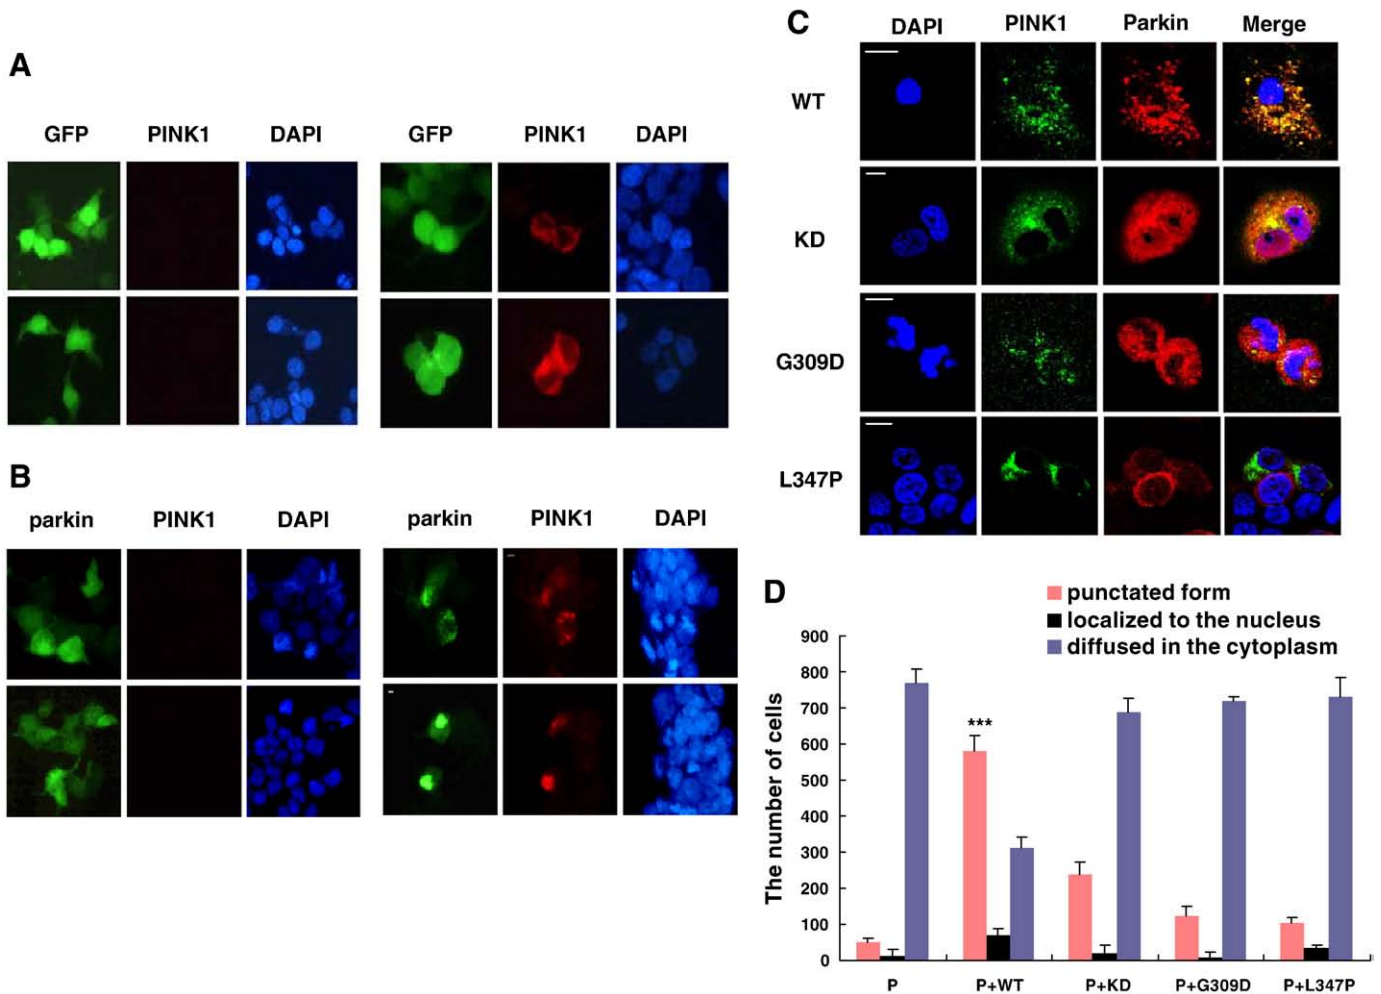 A
GFP PINK1 DAPI GFP PINK1 DAPI
B
parkin PINK1 DAPI parkin PINK1 DAPI
C
DAPI PINK1 Parkin Merge
WT
KD
G309D
L347P
D
punctated form
localized to the nucleus
diffused in the cytoplasm
The number of cells
900
800
700
600
500
400
300
200
100
0
***
P P+WT P+KD P+G309D P+L347P